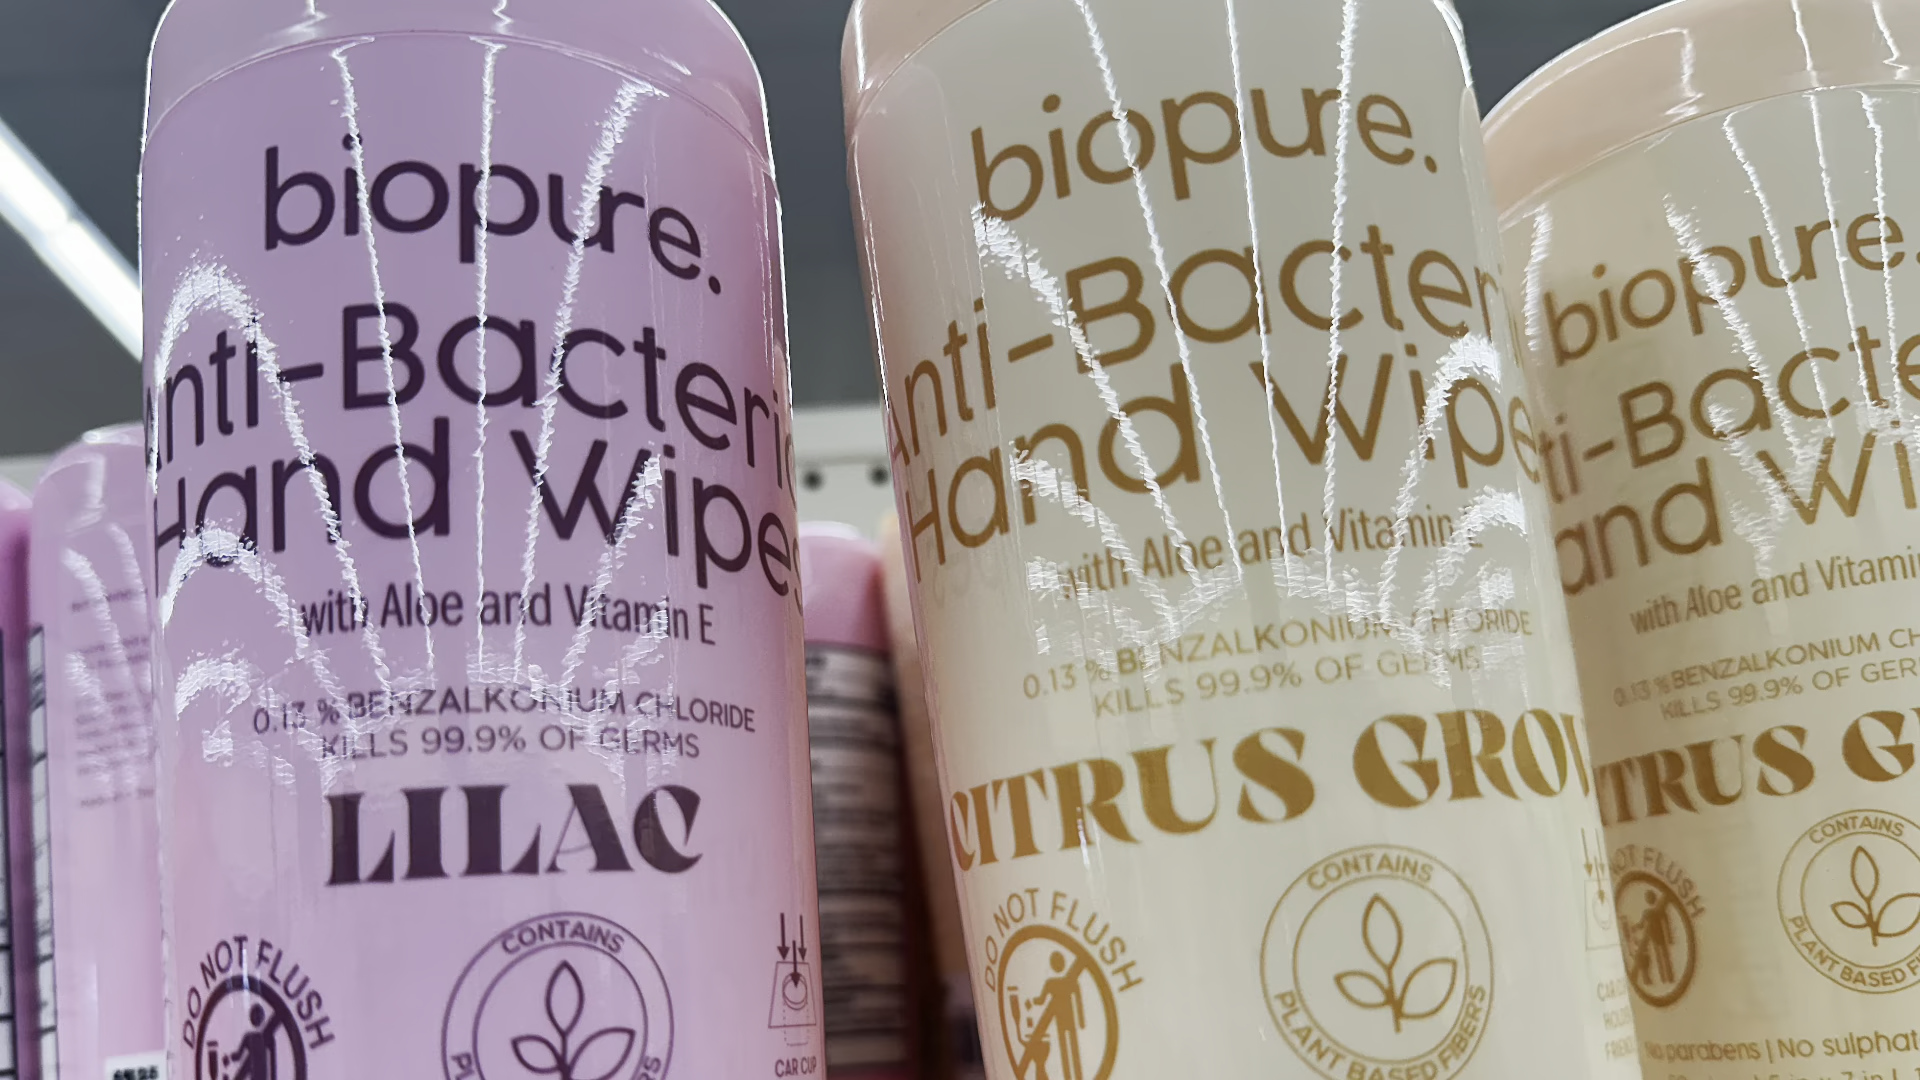 biopure.
Anti-Bacteri
Hand Wipes
with Aloe and Vitamin E
0.13 % BENZALKONIUM CHLORIDE
KILLS 99.9% OF GERMS
LILAC
DO NOT FLUSH
CONTAINS
CAR CUP
biopure.
Anti-Bacteri
Hand Wipe
with Aloe and Vitamin E
0.13 % BENZALKONIUM CHLORIDE
KILLS 99.9% OF GERMS
CITRUS GROV
DO NOT FLUSH
CONTAINS
PLANT BASED FIBERS
biopure.
ti-Bacte
and Wi
with Aloe and Vitamin
0.13 % BENZALKONIUM CH
KILLS 99.9% OF GER
TRUS G
NOT FLUSH
CONTAINS
PLANT BASED FI
No parabens | No sulphat